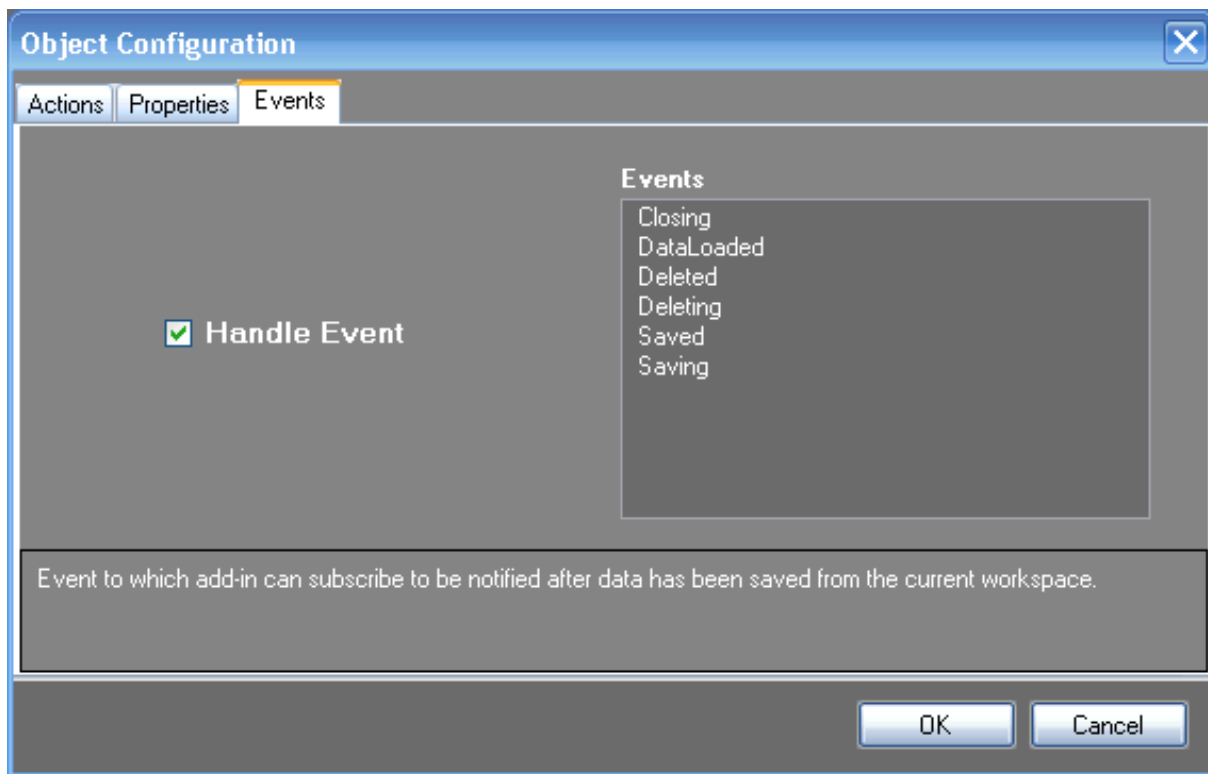 Object Configuration
Actions Properties Events
Events
Closing
DataLoaded
Deleted
Deleting
Saved
Saving
Handle Event
Event to which add-in can subscribe to be notified after data has been saved from the current workspace.
OK Cancel